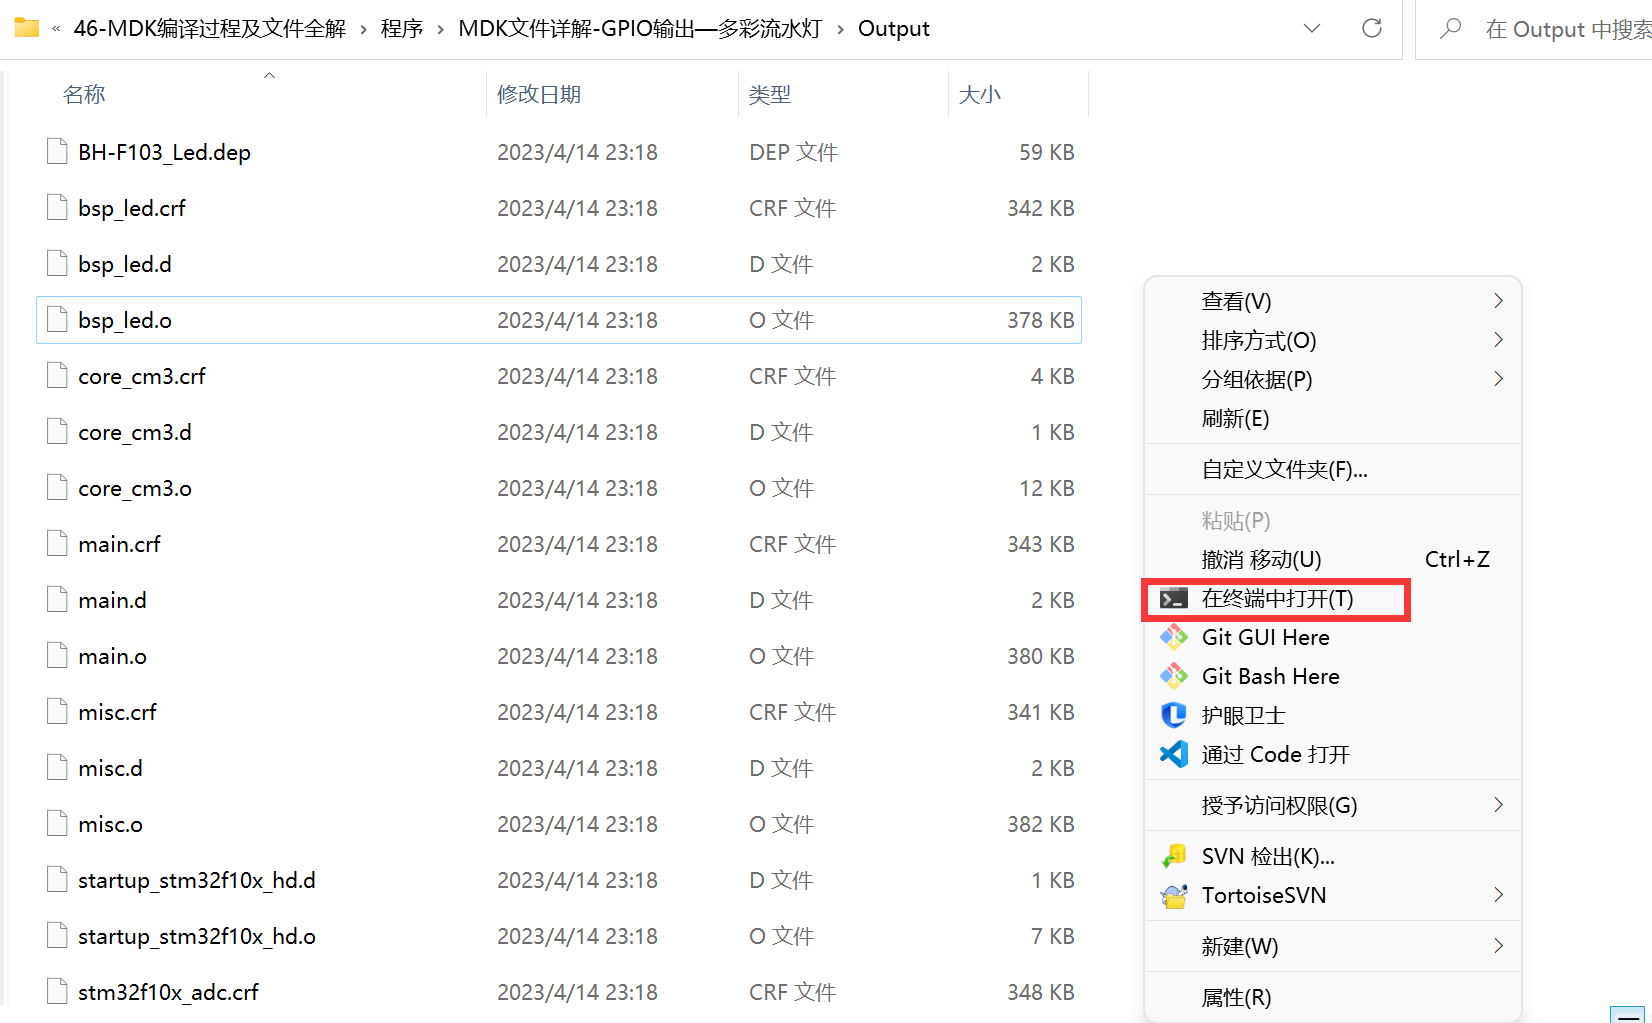 « 46-MDK编译过程及文件全解 › 程序 › MDK文件详解-GPIO输出—多彩流水灯 › Output
在 Output 中搜索
名称 修改日期 类型 大小
BH-F103_Led.dep 2023/4/14 23:18 DEP 文件 59 KB
bsp_led.crf 2023/4/14 23:18 CRF 文件 342 KB
bsp_led.d 2023/4/14 23:18 D 文件 2 KB
bsp_led.o 2023/4/14 23:18 O 文件 378 KB
core_cm3.crf 2023/4/14 23:18 CRF 文件 4 KB
core_cm3.d 2023/4/14 23:18 D 文件 1 KB
core_cm3.o 2023/4/14 23:18 O 文件 12 KB
main.crf 2023/4/14 23:18 CRF 文件 343 KB
main.d 2023/4/14 23:18 D 文件 2 KB
main.o 2023/4/14 23:18 O 文件 380 KB
misc.crf 2023/4/14 23:18 CRF 文件 341 KB
misc.d 2023/4/14 23:18 D 文件 2 KB
misc.o 2023/4/14 23:18 O 文件 382 KB
startup_stm32f10x_hd.d 2023/4/14 23:18 D 文件 1 KB
startup_stm32f10x_hd.o 2023/4/14 23:18 O 文件 7 KB
stm32f10x_adc.crf 2023/4/14 23:18 CRF 文件 348 KB
查看(V)
排序方式(O)
分组依据(P)
刷新(E)
自定义文件夹(F)...
粘贴(P)
撤消 移动(U) Ctrl+Z
在终端中打开(T)
Git GUI Here
Git Bash Here
护眼卫士
通过 Code 打开
授予访问权限(G)
SVN 检出(K)...
TortoiseSVN
新建(W)
属性(R)